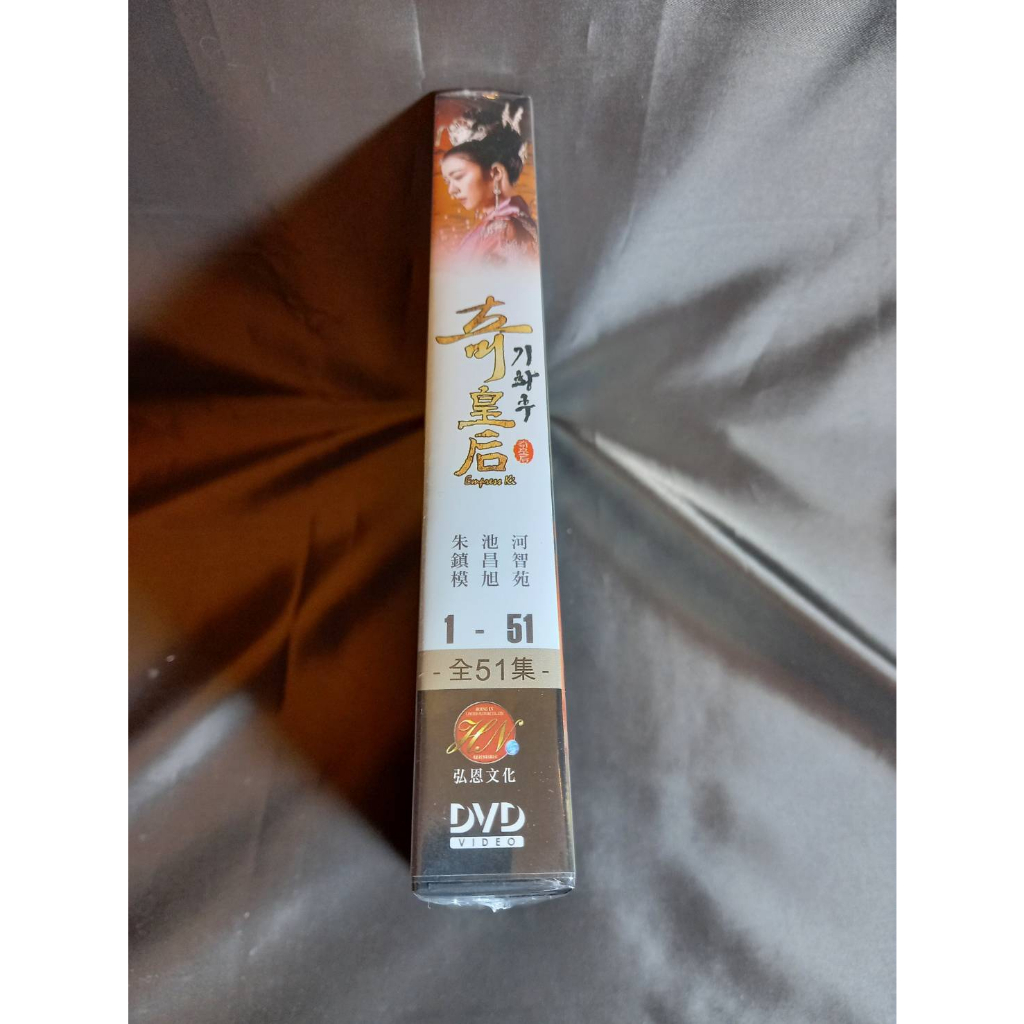 奇皇后
기황후
Empress Ki
河智苑
池昌旭
朱鎮模
1 - 51
- 全51集 -
HN
弘恩文化
DVD
VIDEO